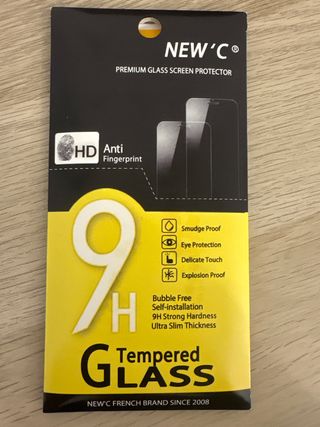 NEW'C ®
PREMIUM GLASS SCREEN PROTECTOR
HD
Anti
Fingerprint
9H
Smudge Proof
Eye Protection
Delicate Touch
Explosion Proof
Bubble Free
Self-installation
9H Strong Hardness
Ultra Slim Thickness
Tempered
GLASS
NEW'C FRENCH BRAND SINCE 2008